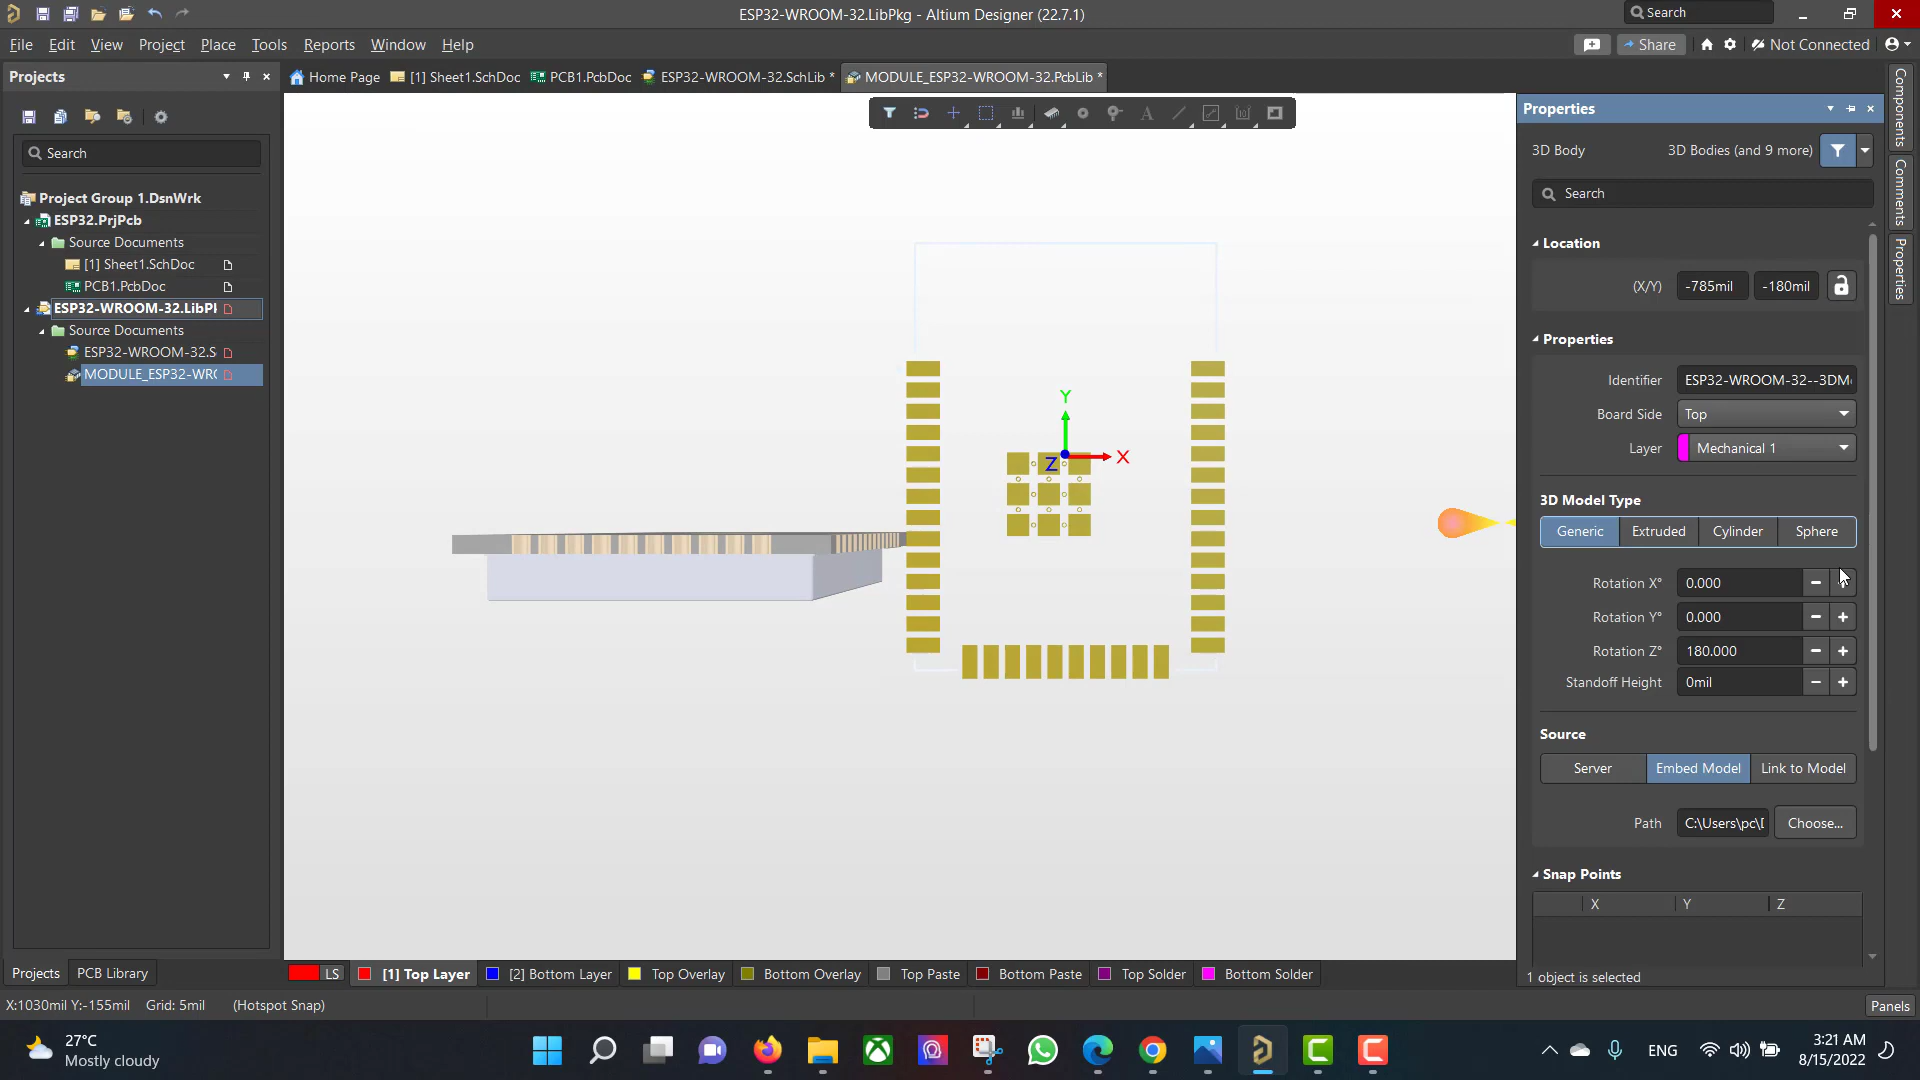 ESP32-WROOM-32.LibPkg - Altium Designer (22.7.1)
Search
File Edit View Project Place Tools Reports Window Help
Share
Not Connected
Projects
Home Page
[1] Sheet1.SchDoc
PCB1.PcbDoc
ESP32-WROOM-32.SchLib *
MODULE_ESP32-WROOM-32.PcbLib *
Search
Project Group 1.DsnWrk
ESP32.PrjPcb
Source Documents
[1] Sheet1.SchDoc
PCB1.PcbDoc
ESP32-WROOM-32.LibPk
Source Documents
ESP32-WROOM-32.S
MODULE_ESP32-WRO
Y
Z
X
Properties
3D Body
3D Bodies (and 9 more)
Search
Location
(X/Y) -785mil -180mil
Properties
Identifier ESP32-WROOM-32--3DM
Board Side Top
Layer Mechanical 1
3D Model Type
Generic Extruded Cylinder Sphere
Rotation X° 0.000
Rotation Y° 0.000
Rotation Z° 180.000
Standoff Height 0mil
Source
Server Embed Model Link to Model
Path C:\Users\pc\ Choose...
Snap Points
X Y Z
1 object is selected
Components
Comments
Properties
Projects PCB Library
LS
[1] Top Layer
[2] Bottom Layer
Top Overlay
Bottom Overlay
Top Paste
Bottom Paste
Top Solder
Bottom Solder
X:1030mil Y:-155mil Grid: 5mil (Hotspot Snap)
Panels
27°C
Mostly cloudy
ENG
3:21 AM
8/15/2022